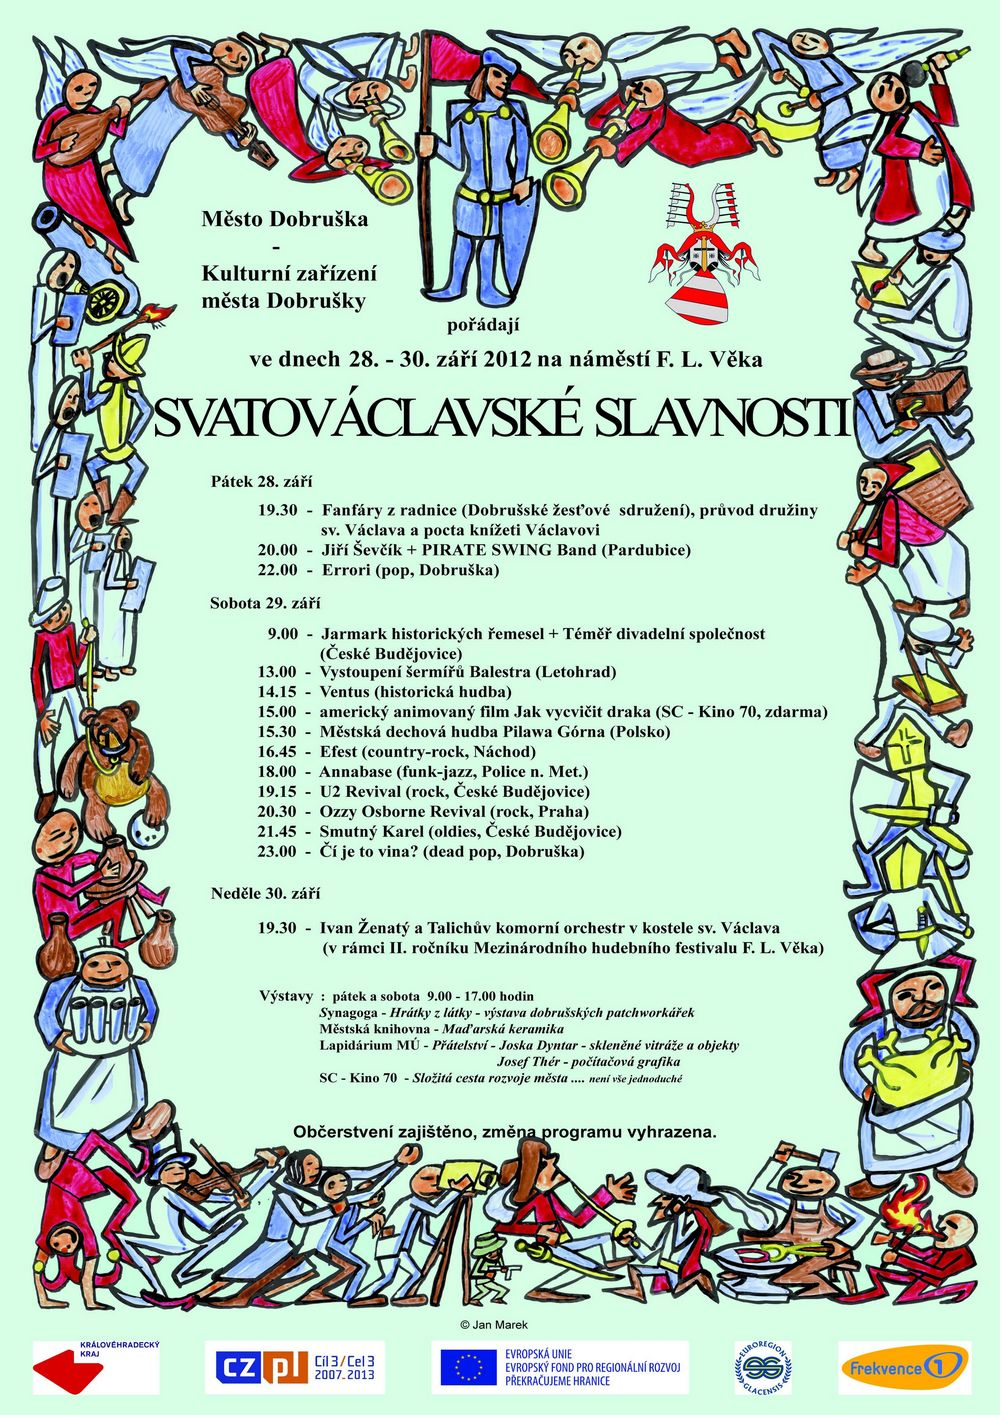 Město Dobruška
-
Kulturní zařízení
města Dobrušky
pořádají
ve dnech 28. - 30. září 2012 na náměstí F. L. Věka
SVATOVÁCLAVSKÉ SLAVNOSTI
Pátek 28. září
19.30 - Fanfáry z radnice (Dobrušské žesťové sdružení), průvod družiny
sv. Václava a pocta knížeti Václavovi
20.00 - Jiří Ševčík + PIRATE SWING Band (Pardubice)
22.00 - Errori (pop, Dobruška)
Sobota 29. září
9.00 - Jarmark historických řemesel + Téměř divadelní společnost
(České Budějovice)
13.00 - Vystoupení šermířů Balestra (Letohrad)
14.15 - Ventus (historická hudba)
15.00 - americký animovaný film Jak vycvičit draka (SC - Kino 70, zdarma)
15.30 - Městská dechová hudba Pilawa Górna (Polsko)
16.45 - Efest (country-rock, Náchod)
18.00 - Annabase (funk-jazz, Police n. Met.)
19.15 - U2 Revival (rock, České Budějovice)
20.30 - Ozzy Osborne Revival (rock, Praha)
21.45 - Smutný Karel (oldies, České Budějovice)
23.00 - Čí je to vina? (dead pop, Dobruška)
Neděle 30. září
19.30 - Ivan Ženatý a Talichův komorní orchestr v kostele sv. Václava
(v rámci II. ročníku Mezinárodního hudebního festivalu F. L. Věka)
Výstavy : pátek a sobota 9.00 - 17.00 hodin
Synagoga - Hrátky z látky - výstava dobrušských patchworkářek
Městská knihovna - Maďarská keramika
Lapidárium MÚ - Přátelství - Joska Dyntar - skleněné vitráže a objekty
Josef Thér - počítačová grafika
SC - Kino 70 - Složitá cesta rozvoje města .... není vše jednoduché
Občerstvení zajištěno, změna programu vyhrazena.
© Jan Marek
KRÁLOVÉHRADECKÝ
KRAJ
cz pl Cíl 3 / Cel 3
2007-2013
EVROPSKÁ UNIE
EVROPSKÝ FOND PRO REGIONÁLNÍ ROZVOJ
PŘEKRAČUJEME HRANICE
EUROREGION
GLACENSIS
Frekvence 1